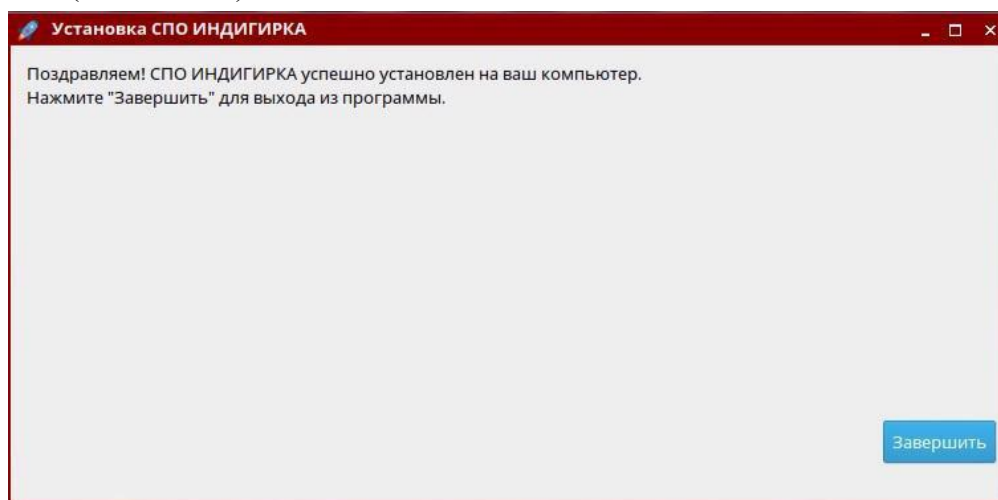 Установка СПО ИНДИГИРКА
Поздравляем! СПО ИНДИГИРКА успешно установлен на ваш компьютер.
Нажмите "Завершить" для выхода из программы.
Завершить